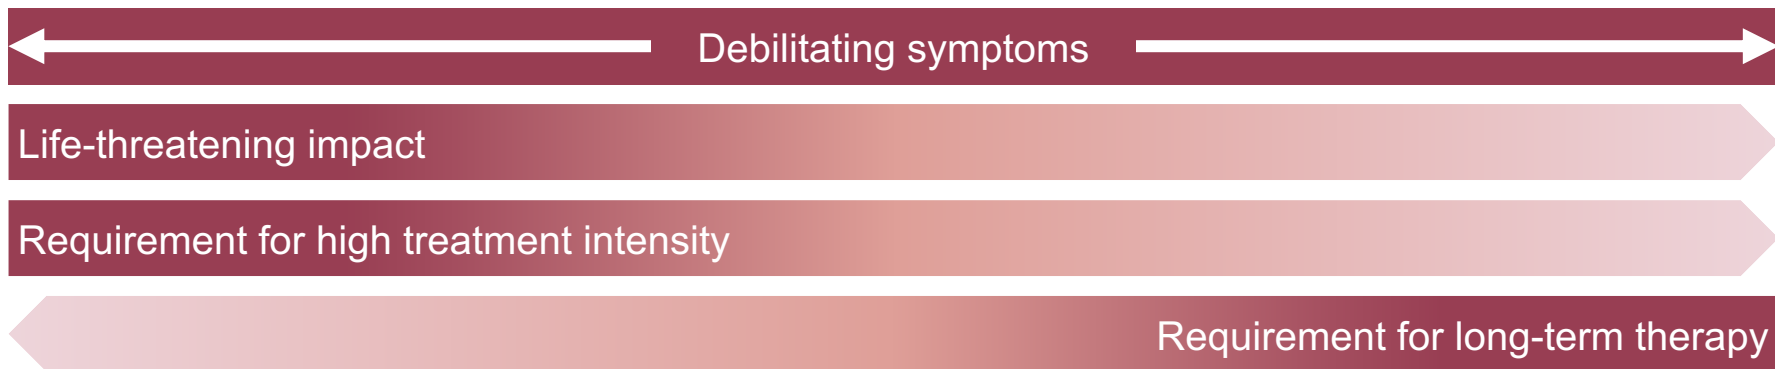 Debilitating symptoms
Life-threatening impact
Requirement for high treatment intensity
Requirement for long-term therapy